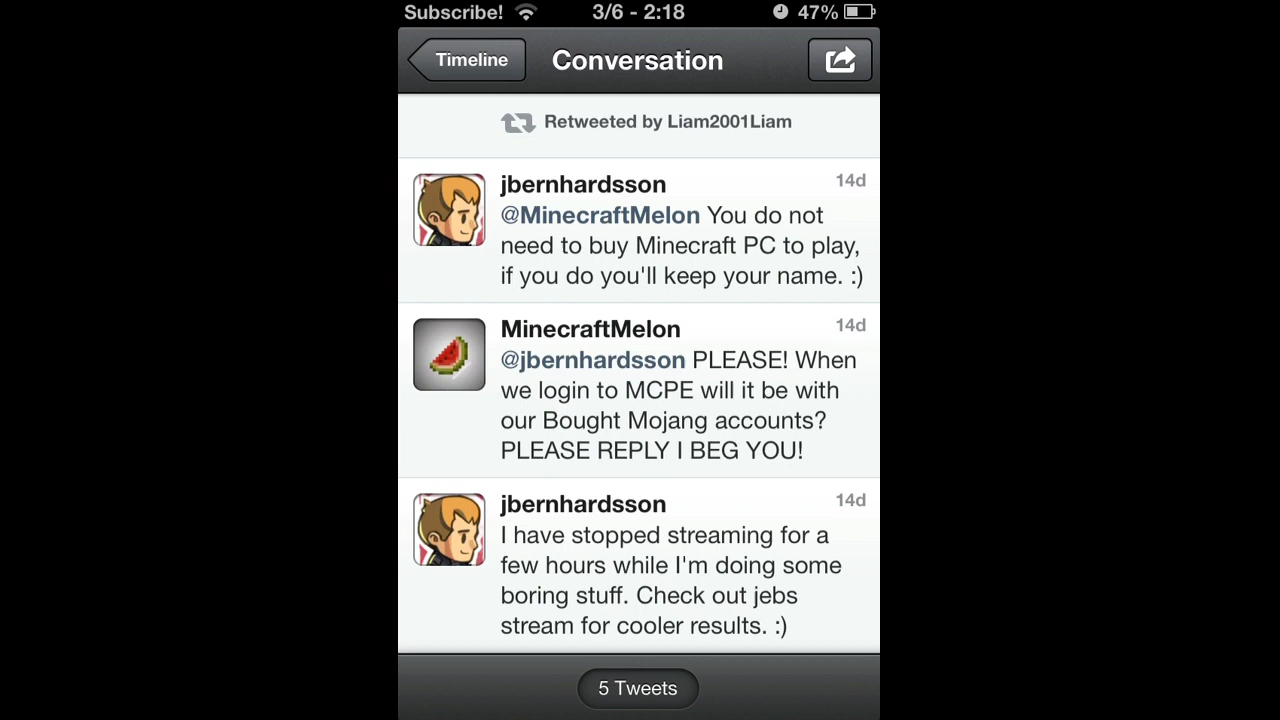 Subscribe! 3/6 - 2:18 47%
Timeline Conversation
Retweeted by Liam2001Liam
jbernhardsson 14d
@MinecraftMelon You do not
need to buy Minecraft PC to play,
if you do you'll keep your name. :)
MinecraftMelon 14d
@jbernhardsson PLEASE! When
we login to MCPE will it be with
our Bought Mojang accounts?
PLEASE REPLY I BEG YOU!
jbernhardsson 14d
I have stopped streaming for a
few hours while I'm doing some
boring stuff. Check out jebs
stream for cooler results. :)
5 Tweets